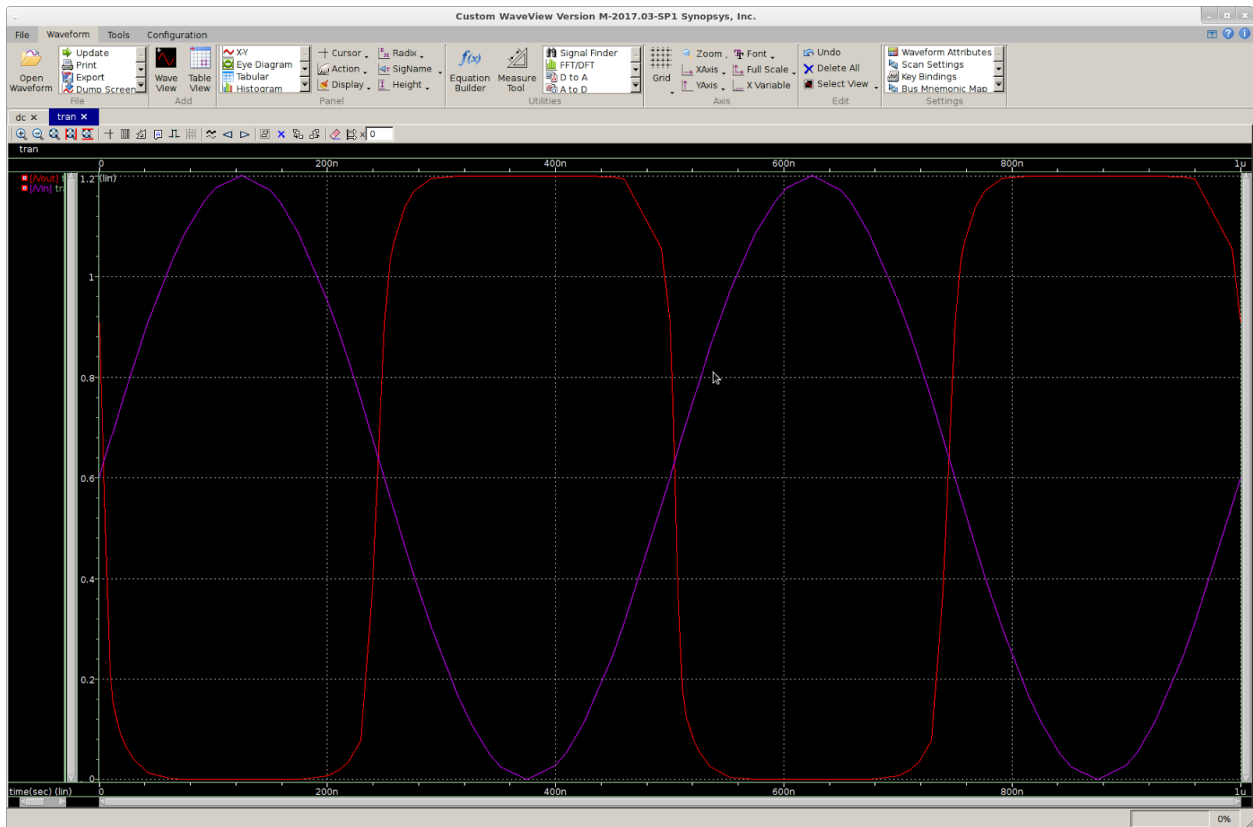 Custom WaveView Version M-2017.03-SP1 Synopsys, Inc.
File Waveform Tools Configuration
Open Waveform
Update
Print
Export
Dump Screen
File
Wave View
Table View
Add
X-Y
Eye Diagram
Tabular
Histogram
Cursor
Action
Display
Radix
SigName
Height
Panel
f(x)
Equation Builder
Measure Tool
Signal Finder
FFT/DFT
D to A
A to D
Utilities
Grid
Zoom
XAxis
YAxis
Font
Full Scale
X Variable
Axis
Undo
Delete All
Select View
Edit
Waveform Attributes
Scan Settings
Key Bindings
Bus Mnemonic Map
Settings
dc tran
x 0
tran
0 200n 400n 600n 800n 1u
[/Vout] t
[/Vin] tr
1.2 (lin)
1
0.8
0.6
0.4
0.2
0
time(sec) (lin) 0 200n 400n 600n 800n 1u
0%